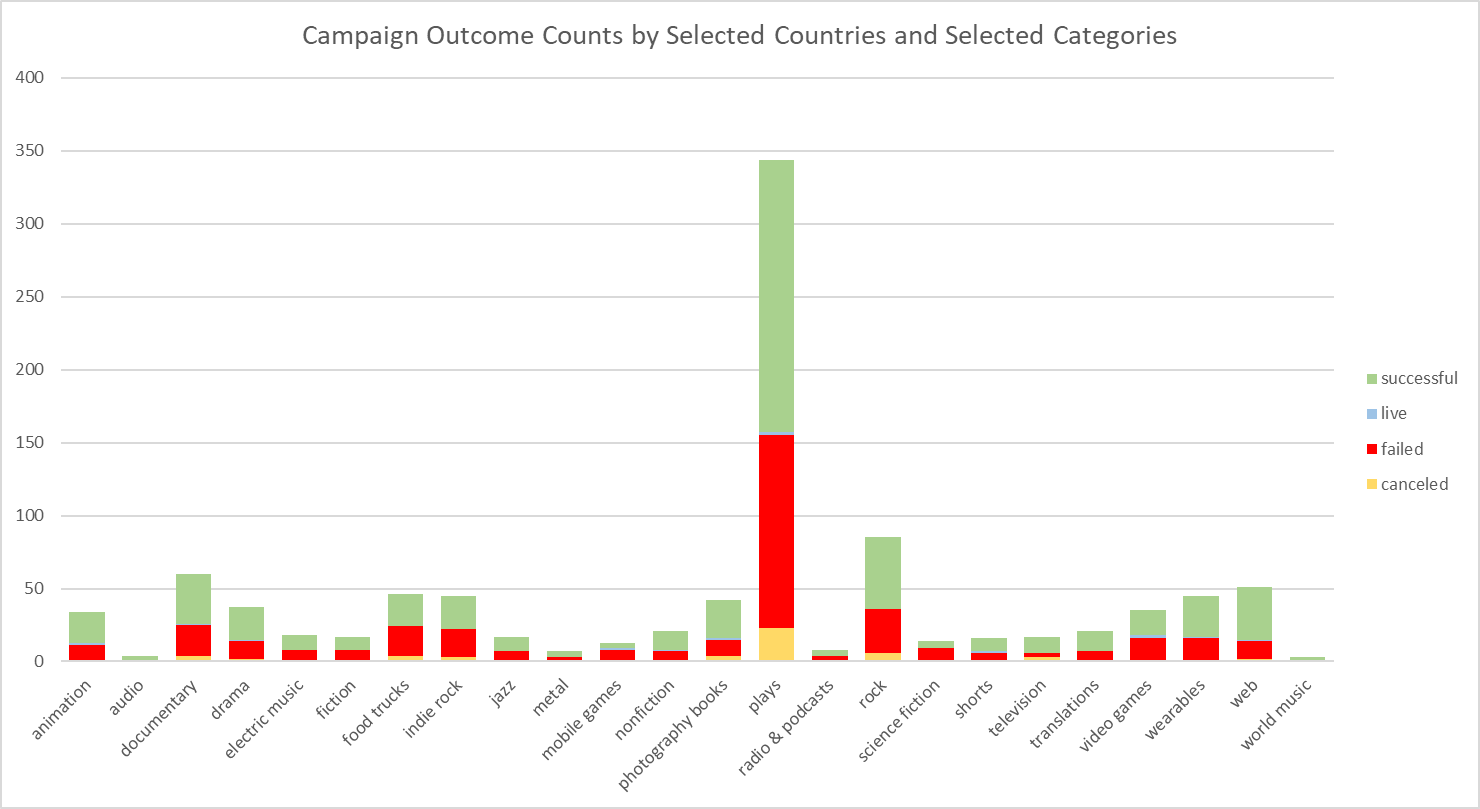 Campaign Outcome Counts by Selected Countries and Selected Categories
400
350
300
250
200
150
100
50
0
animation
audio
documentary
drama
electric music
fiction
food trucks
indie rock
jazz
metal
mobile games
nonfiction
photography books
plays
radio & podcasts
rock
science fiction
shorts
television
translations
video games
wearables
web
world music
successful
live
failed
canceled